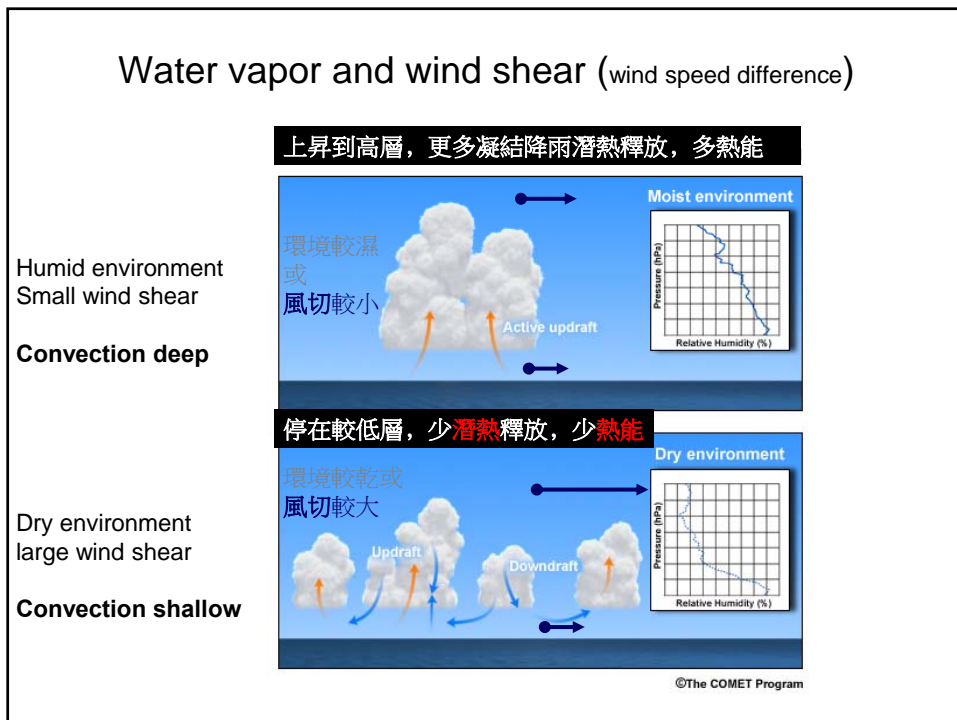 Water vapor and wind shear (wind speed difference)
上昇到高層，更多凝結降雨潛熱釋放，多熱能
Humid environment
Small wind shear
Convection deep
環境較濕
或
風切較小
Active updraft
Moist environment
Pressure (hPa)
Relative Humidity (%)
停在較低層，少潛熱釋放，少熱能
Dry environment
large wind shear
Convection shallow
環境較乾或
風切較大
Updraft
Downdraft
Dry environment
Pressure (hPa)
Relative Humidity (%)
©The COMET Program